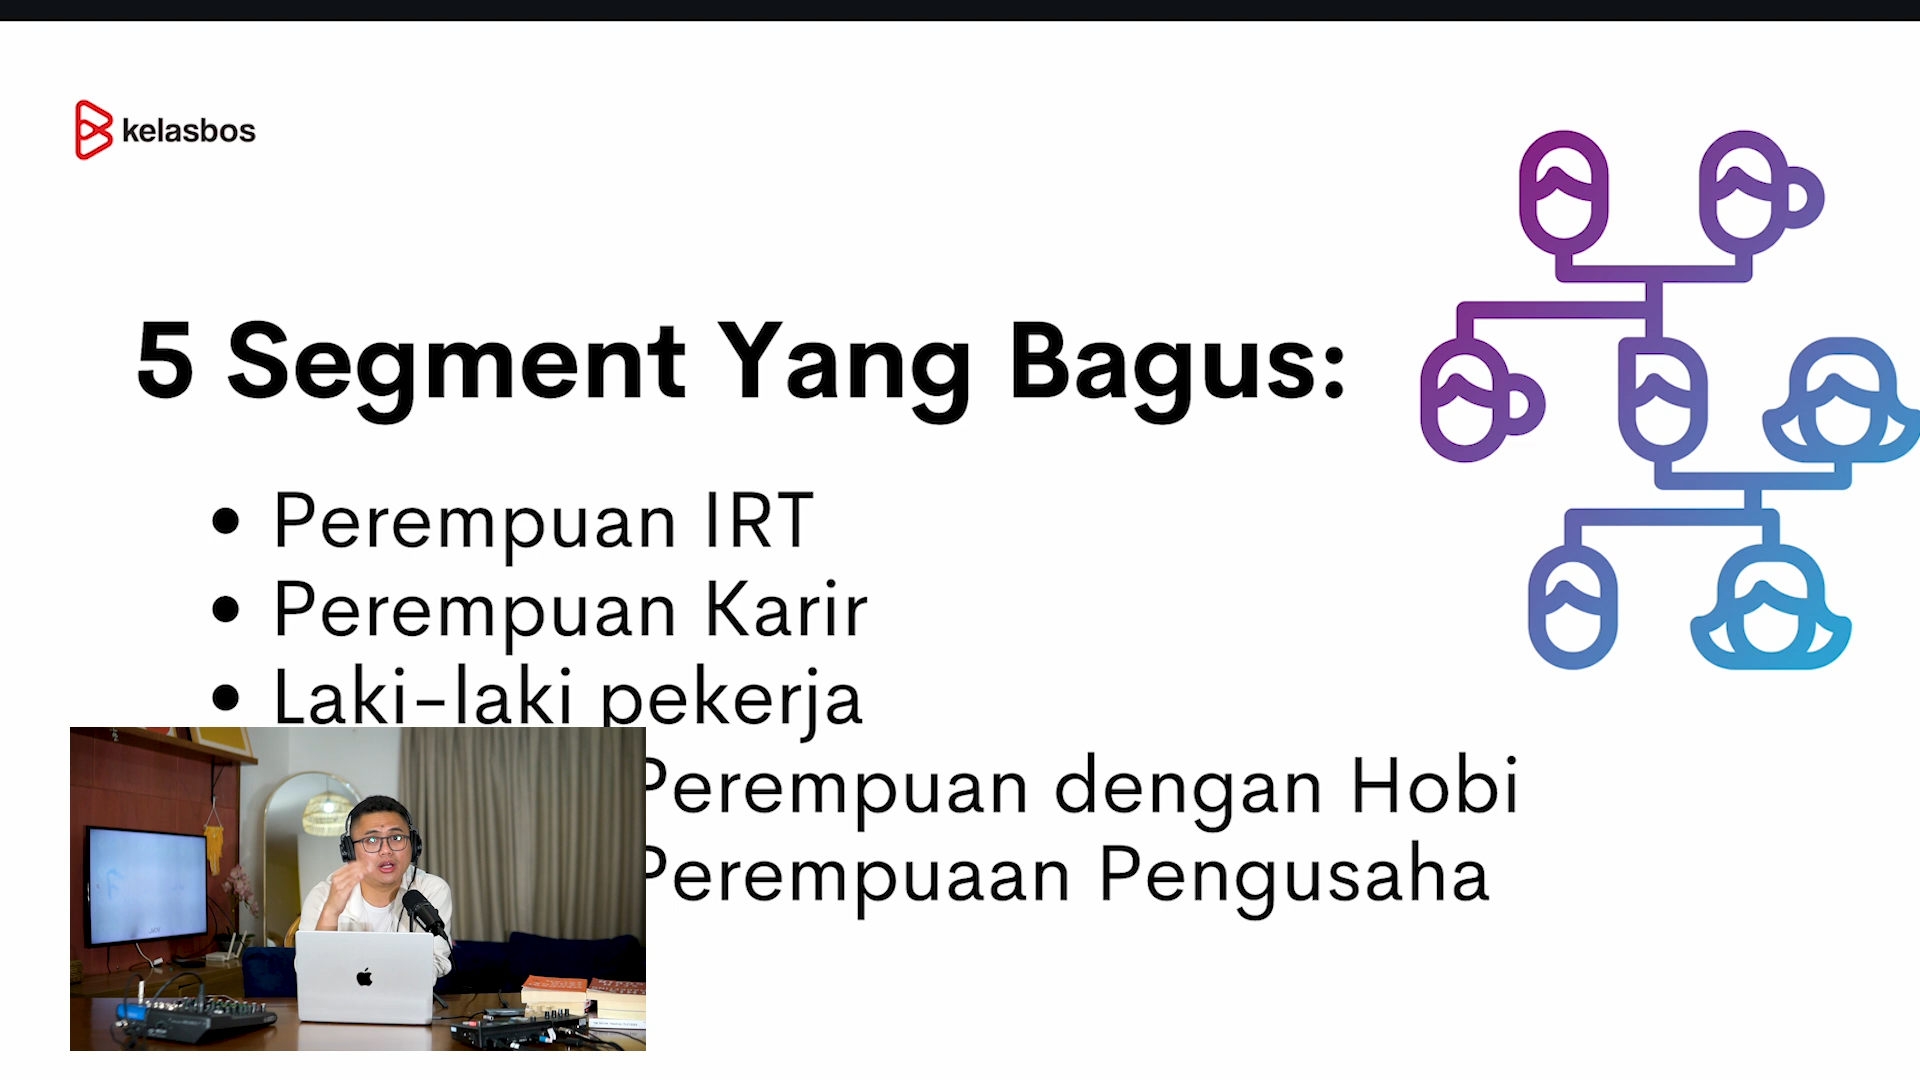 kelasbos
5 Segment Yang Bagus:
• Perempuan IRT
• Perempuan Karir
• Laki-laki pekerja
Perempuan dengan Hobi
Perempuaan Pengusaha